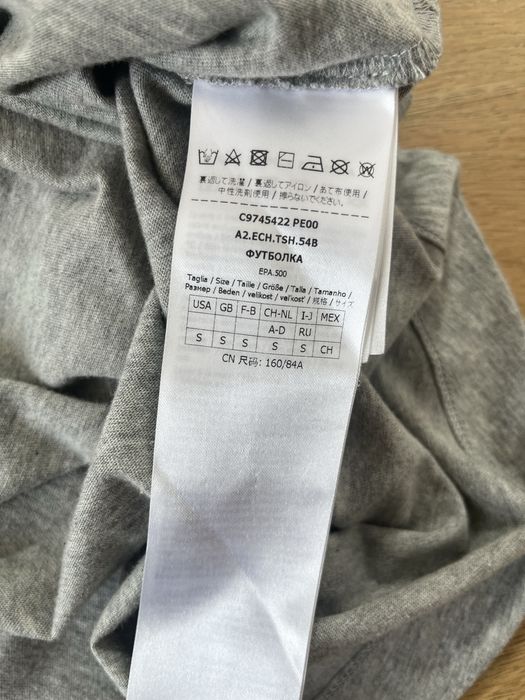 裏返して洗濯 / 裏返してアイロン / あて布使用 /
中性洗剤使用 / 擦らないでください。
C9745422 PE00
A2.ECH.TSH.54B
ФУТБОЛКА
EPA.500
Taglia / Size / Taille / Größe / Talla / Tamanho /
Размер / Beden / velikost / veľkosť / 规格 / サイズ
USA GB F-B CH-NL I-J MEX
A-D RU
S S S S S CH
CN 尺码: 160/84A